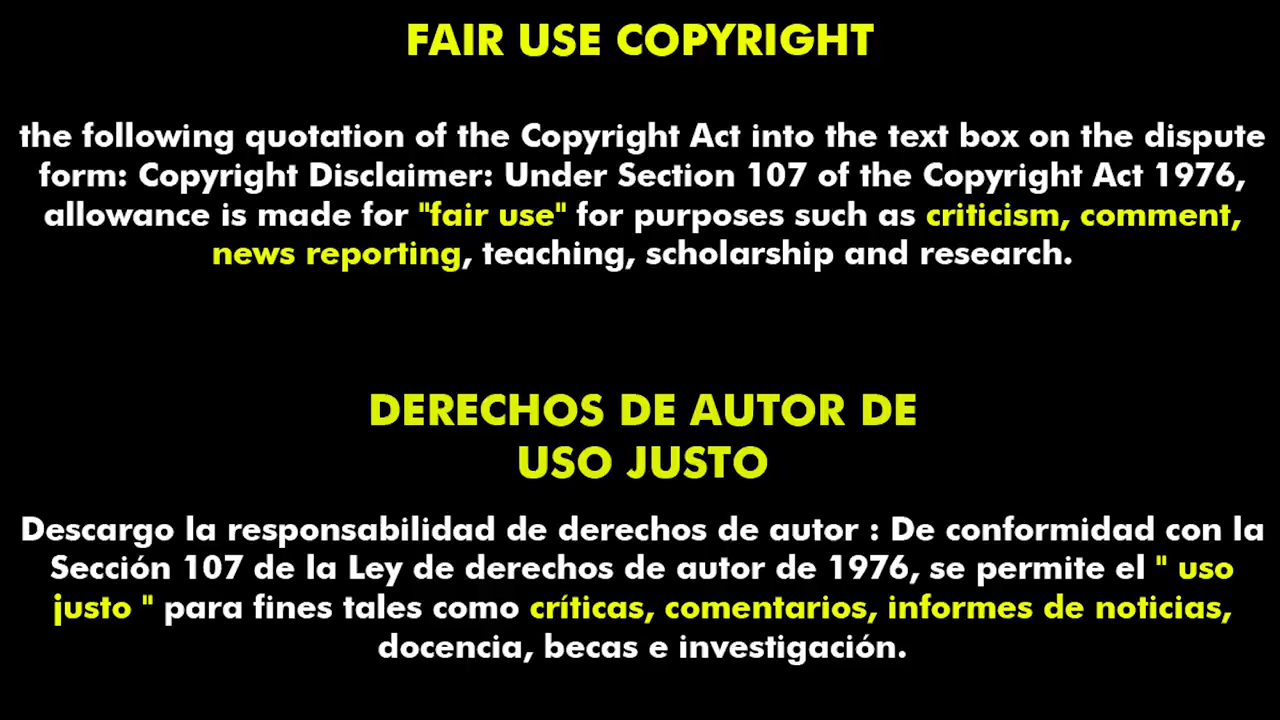 FAIR USE COPYRIGHT
the following quotation of the Copyright Act into the text box on the dispute
form: Copyright Disclaimer: Under Section 107 of the Copyright Act 1976,
allowance is made for "fair use" for purposes such as criticism, comment,
news reporting, teaching, scholarship and research.
DERECHOS DE AUTOR DE
USO JUSTO
Descargo la responsabilidad de derechos de autor : De conformidad con la
Sección 107 de la Ley de derechos de autor de 1976, se permite el " uso
justo " para fines tales como críticas, comentarios, informes de noticias,
docencia, becas e investigación.